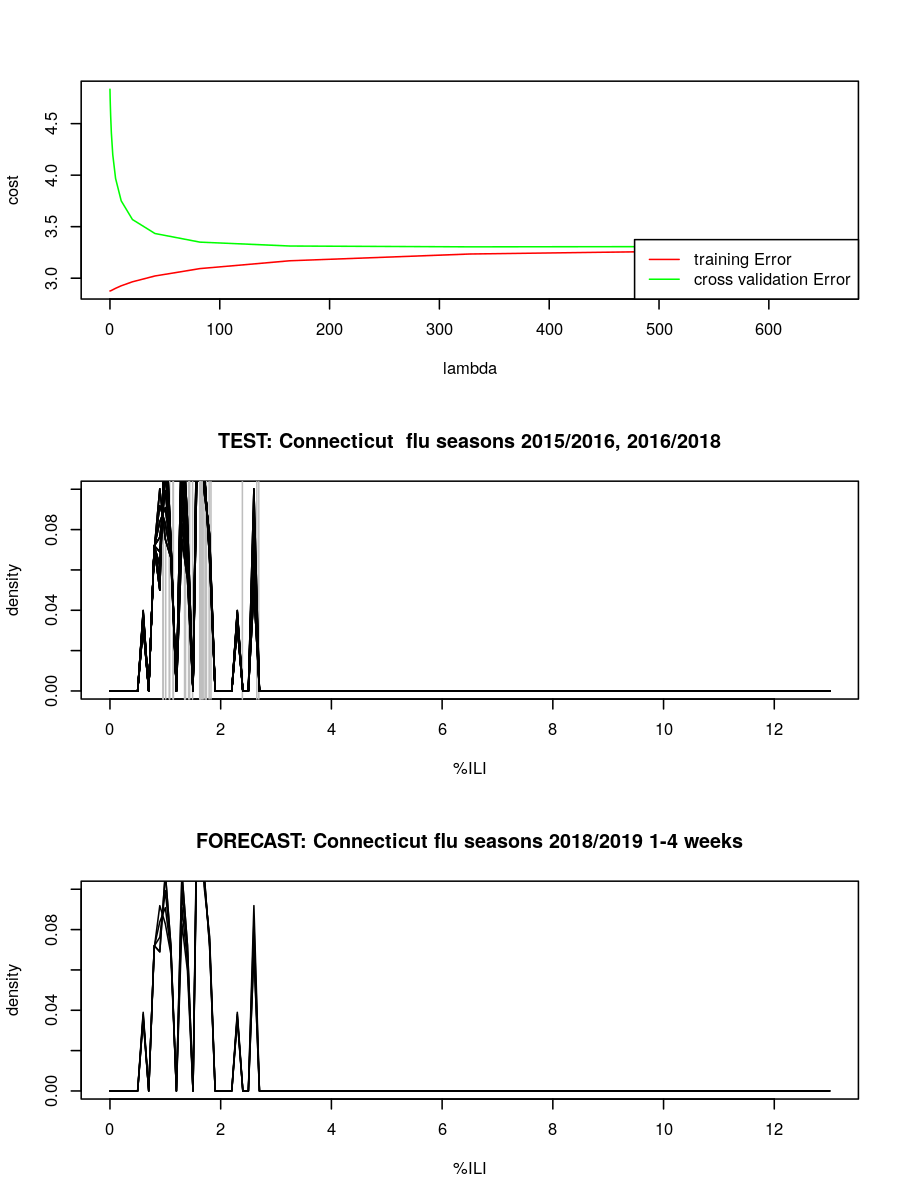 4.5
4.0
3.5
3.0
cost
training Error
cross validation Error
0 100 200 300 400 500 600
lambda
TEST: Connecticut  flu seasons 2015/2016, 2016/2018
0.08
0.04
0.00
density
0 2 4 6 8 10 12
%ILI
FORECAST: Connecticut flu seasons 2018/2019 1-4 weeks
0.08
0.04
0.00
density
0 2 4 6 8 10 12
%ILI